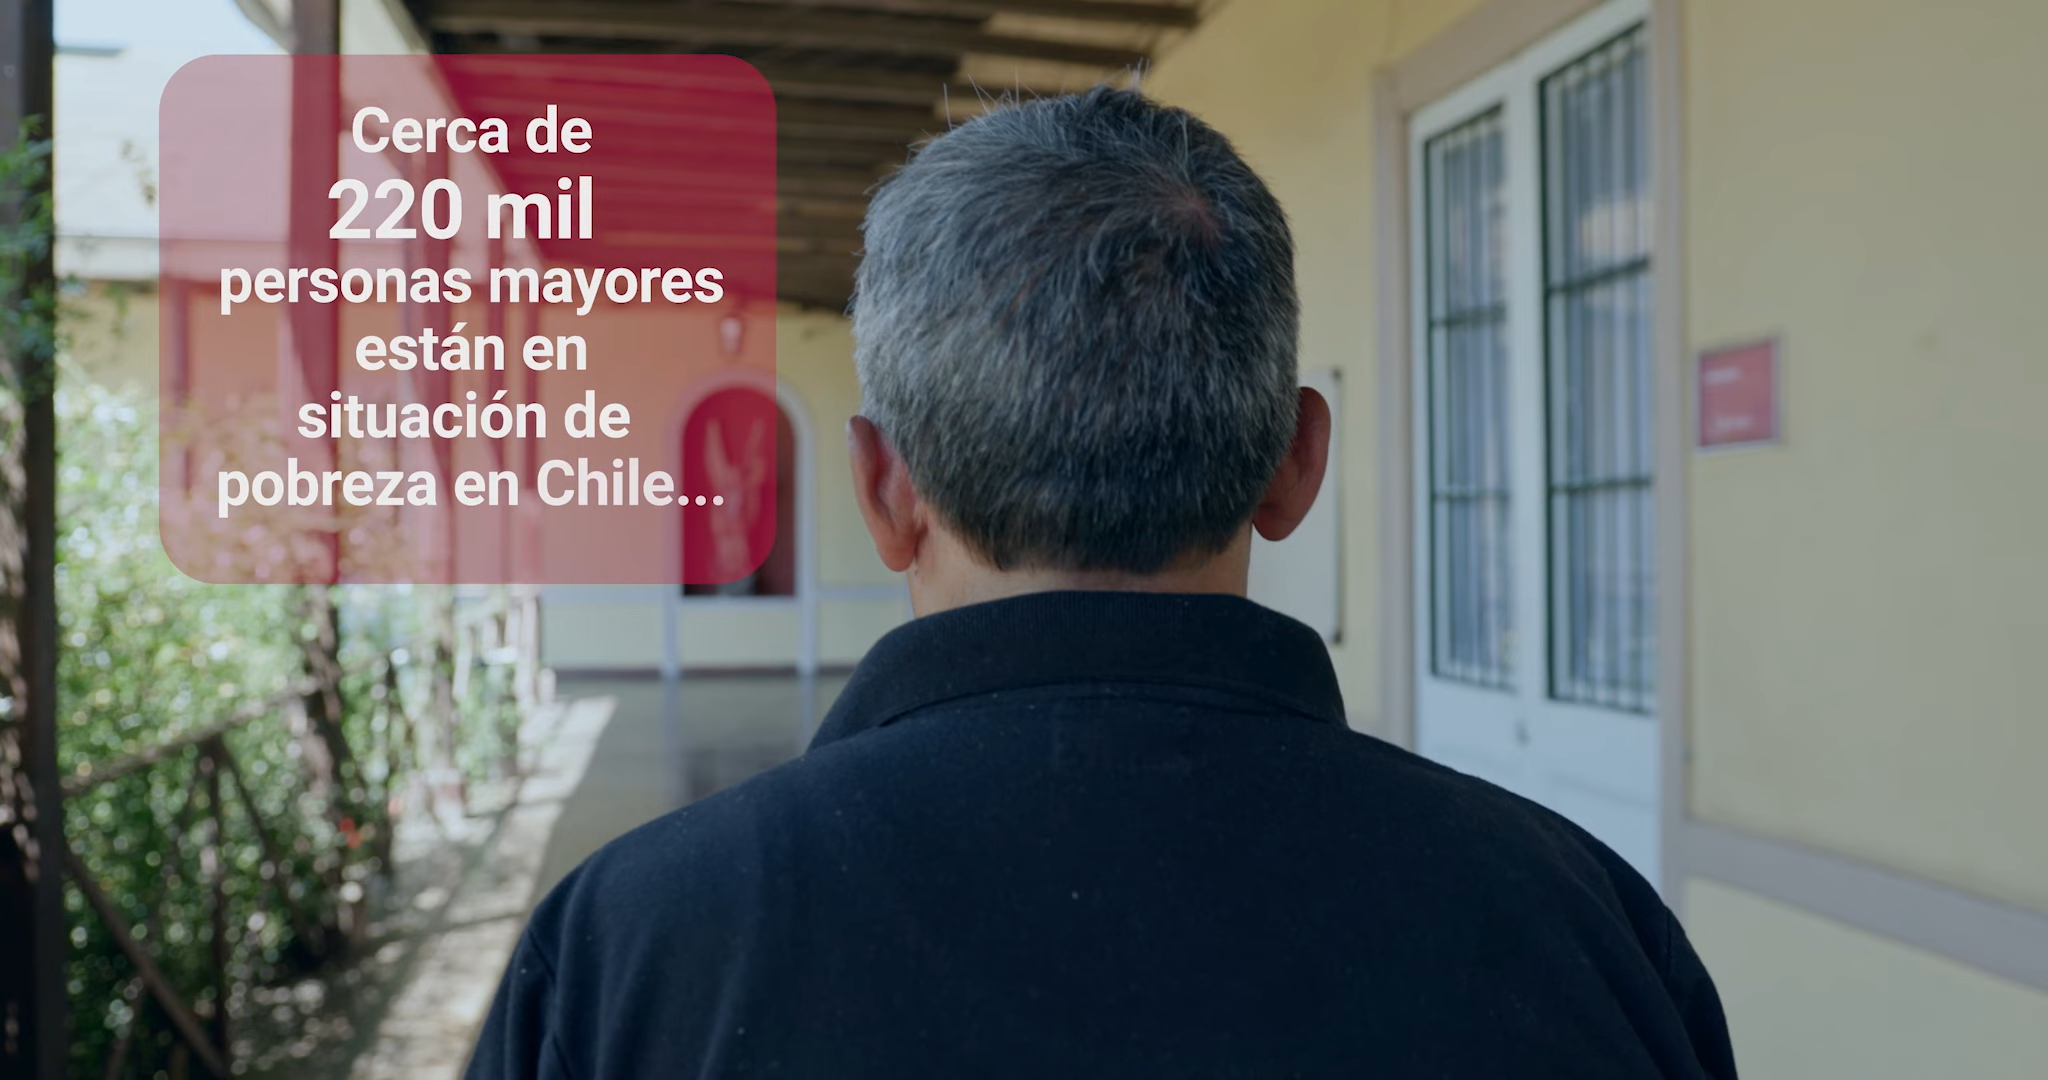 Cerca de
220 mil
personas mayores
están en
situación de
pobreza en Chile...